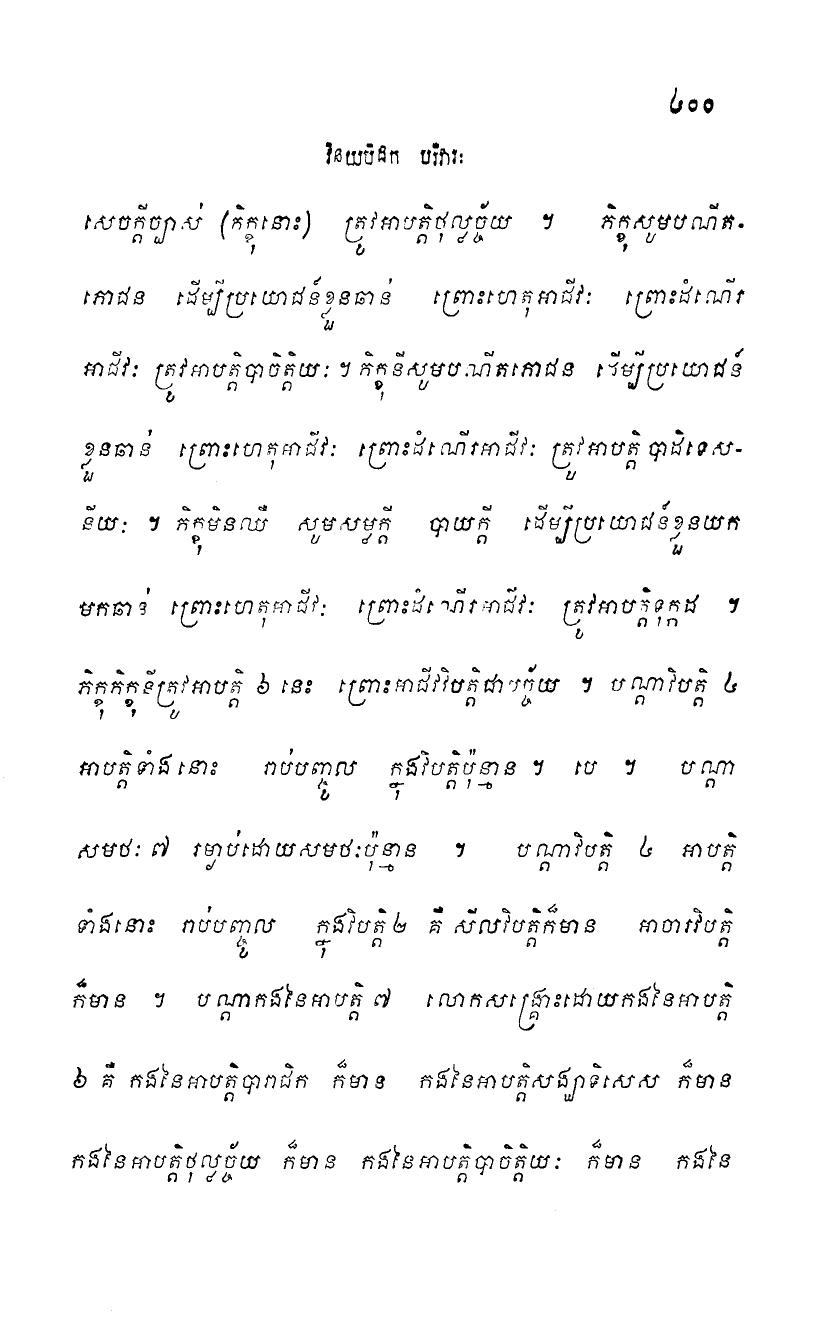 ៤០០
វិនយបិដក បរិវារៈ
សេចក្តីច្បាស់ (ភិក្ខុនោះ) ត្រូវអាបត្តិថុល្លច្ច័យ ។ ភិក្ខុសូមបណីត-
ភោជន ដើម្បីប្រយោជន៍ខ្លួនឆាន់ ព្រោះហេតុអាជីវៈ ព្រោះដំណើរ
អាជីវៈ ត្រូវអាបត្តិបាចិត្តិយៈ ។ ភិក្ខុនីសូមបណីតភោជន ដើម្បីប្រយោជន៍
ខ្លួនឆាន់ ព្រោះហេតុអាជីវៈ ព្រោះដំណើរអាជីវៈ ត្រូវអាបត្តិ បាដិទេស-
នីយៈ ។ ភិក្ខុមិនឈឺ សូមសម្លក្តី បាយក្តី ដើម្បីប្រយោជន៍ខ្លួនយក
មកឆាន់ ព្រោះហេតុអាជីវៈ ព្រោះដំណើរអាជីវៈ ត្រូវអាបត្តិទុក្កដ ។
ភិក្ខុភិក្ខុនីត្រូវអាបត្តិ ៦ នេះ ព្រោះអាជីវវិបត្តិជាបច្ច័យ ។ បណ្តាវិបត្តិ ៤
អាបត្តិទាំងនោះ រាប់បញ្ចូល ក្នុងវិបត្តិប៉ុន្មាន ។ បេ ។ បណ្តា
សមថៈ ៧ រម្ងាប់ដោយសមថៈប៉ុន្មាន ។ បណ្តាវិបត្តិ ៤ អាបត្តិ
ទាំងនោះ រាប់បញ្ចូល ក្នុងវិបត្តិ ២ គឺ សីលវិបត្តិក៏មាន អាចារវិបត្តិ
ក៏មាន ។ បណ្តាកងនៃអាបត្តិ ៧ លោកសង្គ្រោះដោយកងនៃអាបត្តិ
៦ គឺ កងនៃអាបត្តិបារាជិក ក៏មាន កងនៃអាបត្តិសង្ឃាទិសេស ក៏មាន
កងនៃអាបត្តិថុល្លច្ច័យ ក៏មាន កងនៃអាបត្តិបាចិត្តិយៈ ក៏មាន កងនៃ